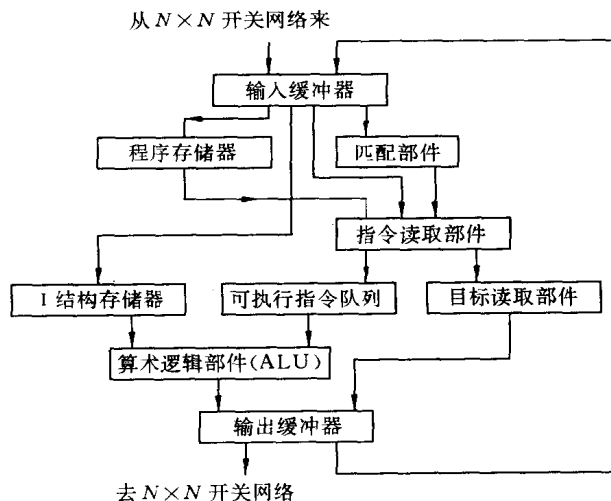 从 N×N 开关网络来
输入缓冲器
程序存储器
匹配部件
指令读取部件
I 结构存储器
可执行指令队列
目标读取部件
算术逻辑部件(ALU)
输出缓冲器
去 N×N 开关网络